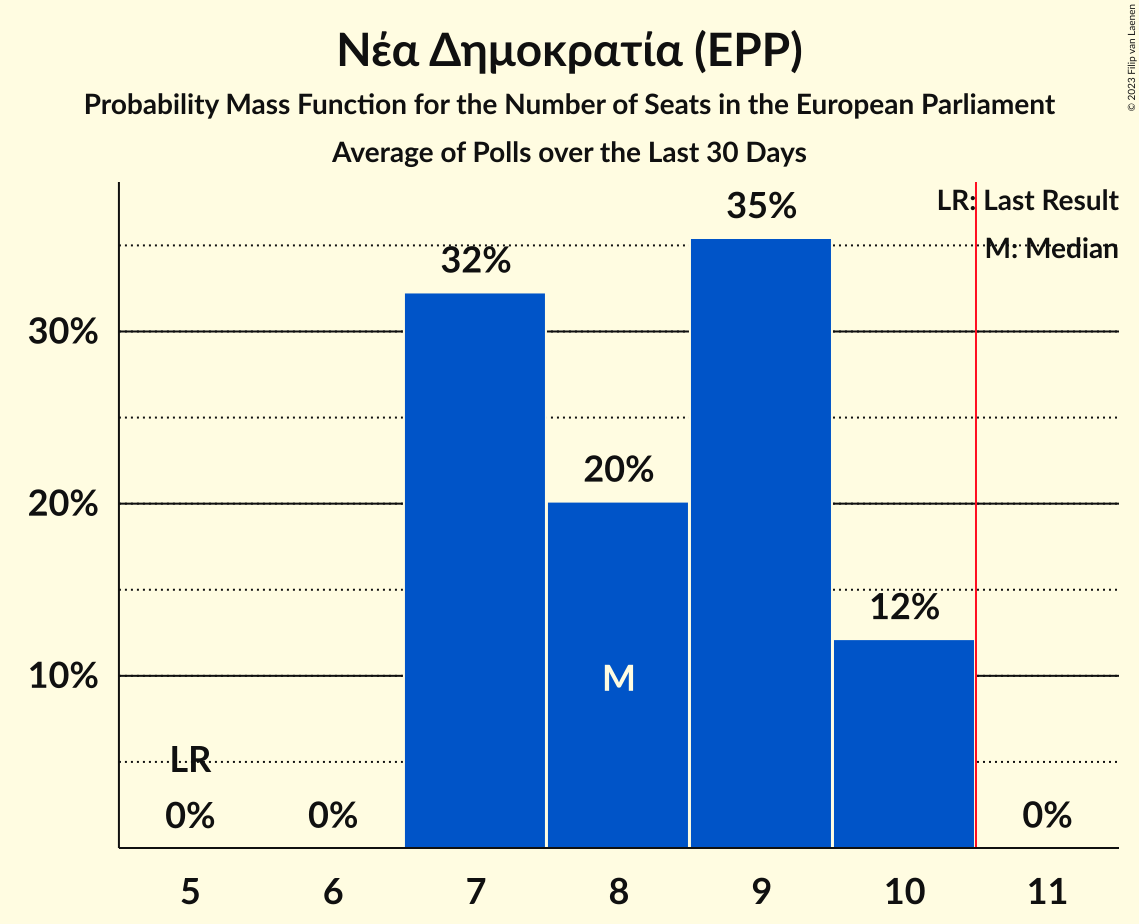 Νέα Δημοκρατία (EPP)
Probability Mass Function for the Number of Seats in the European Parliament
Average of Polls over the Last 30 Days
© 2023 Filip van Laenen
LR: Last Result
M: Median
35%
32%
30%
20%
20%
12%
10%
M
LR
0%
0%
0%
5
6
7
8
9
10
11